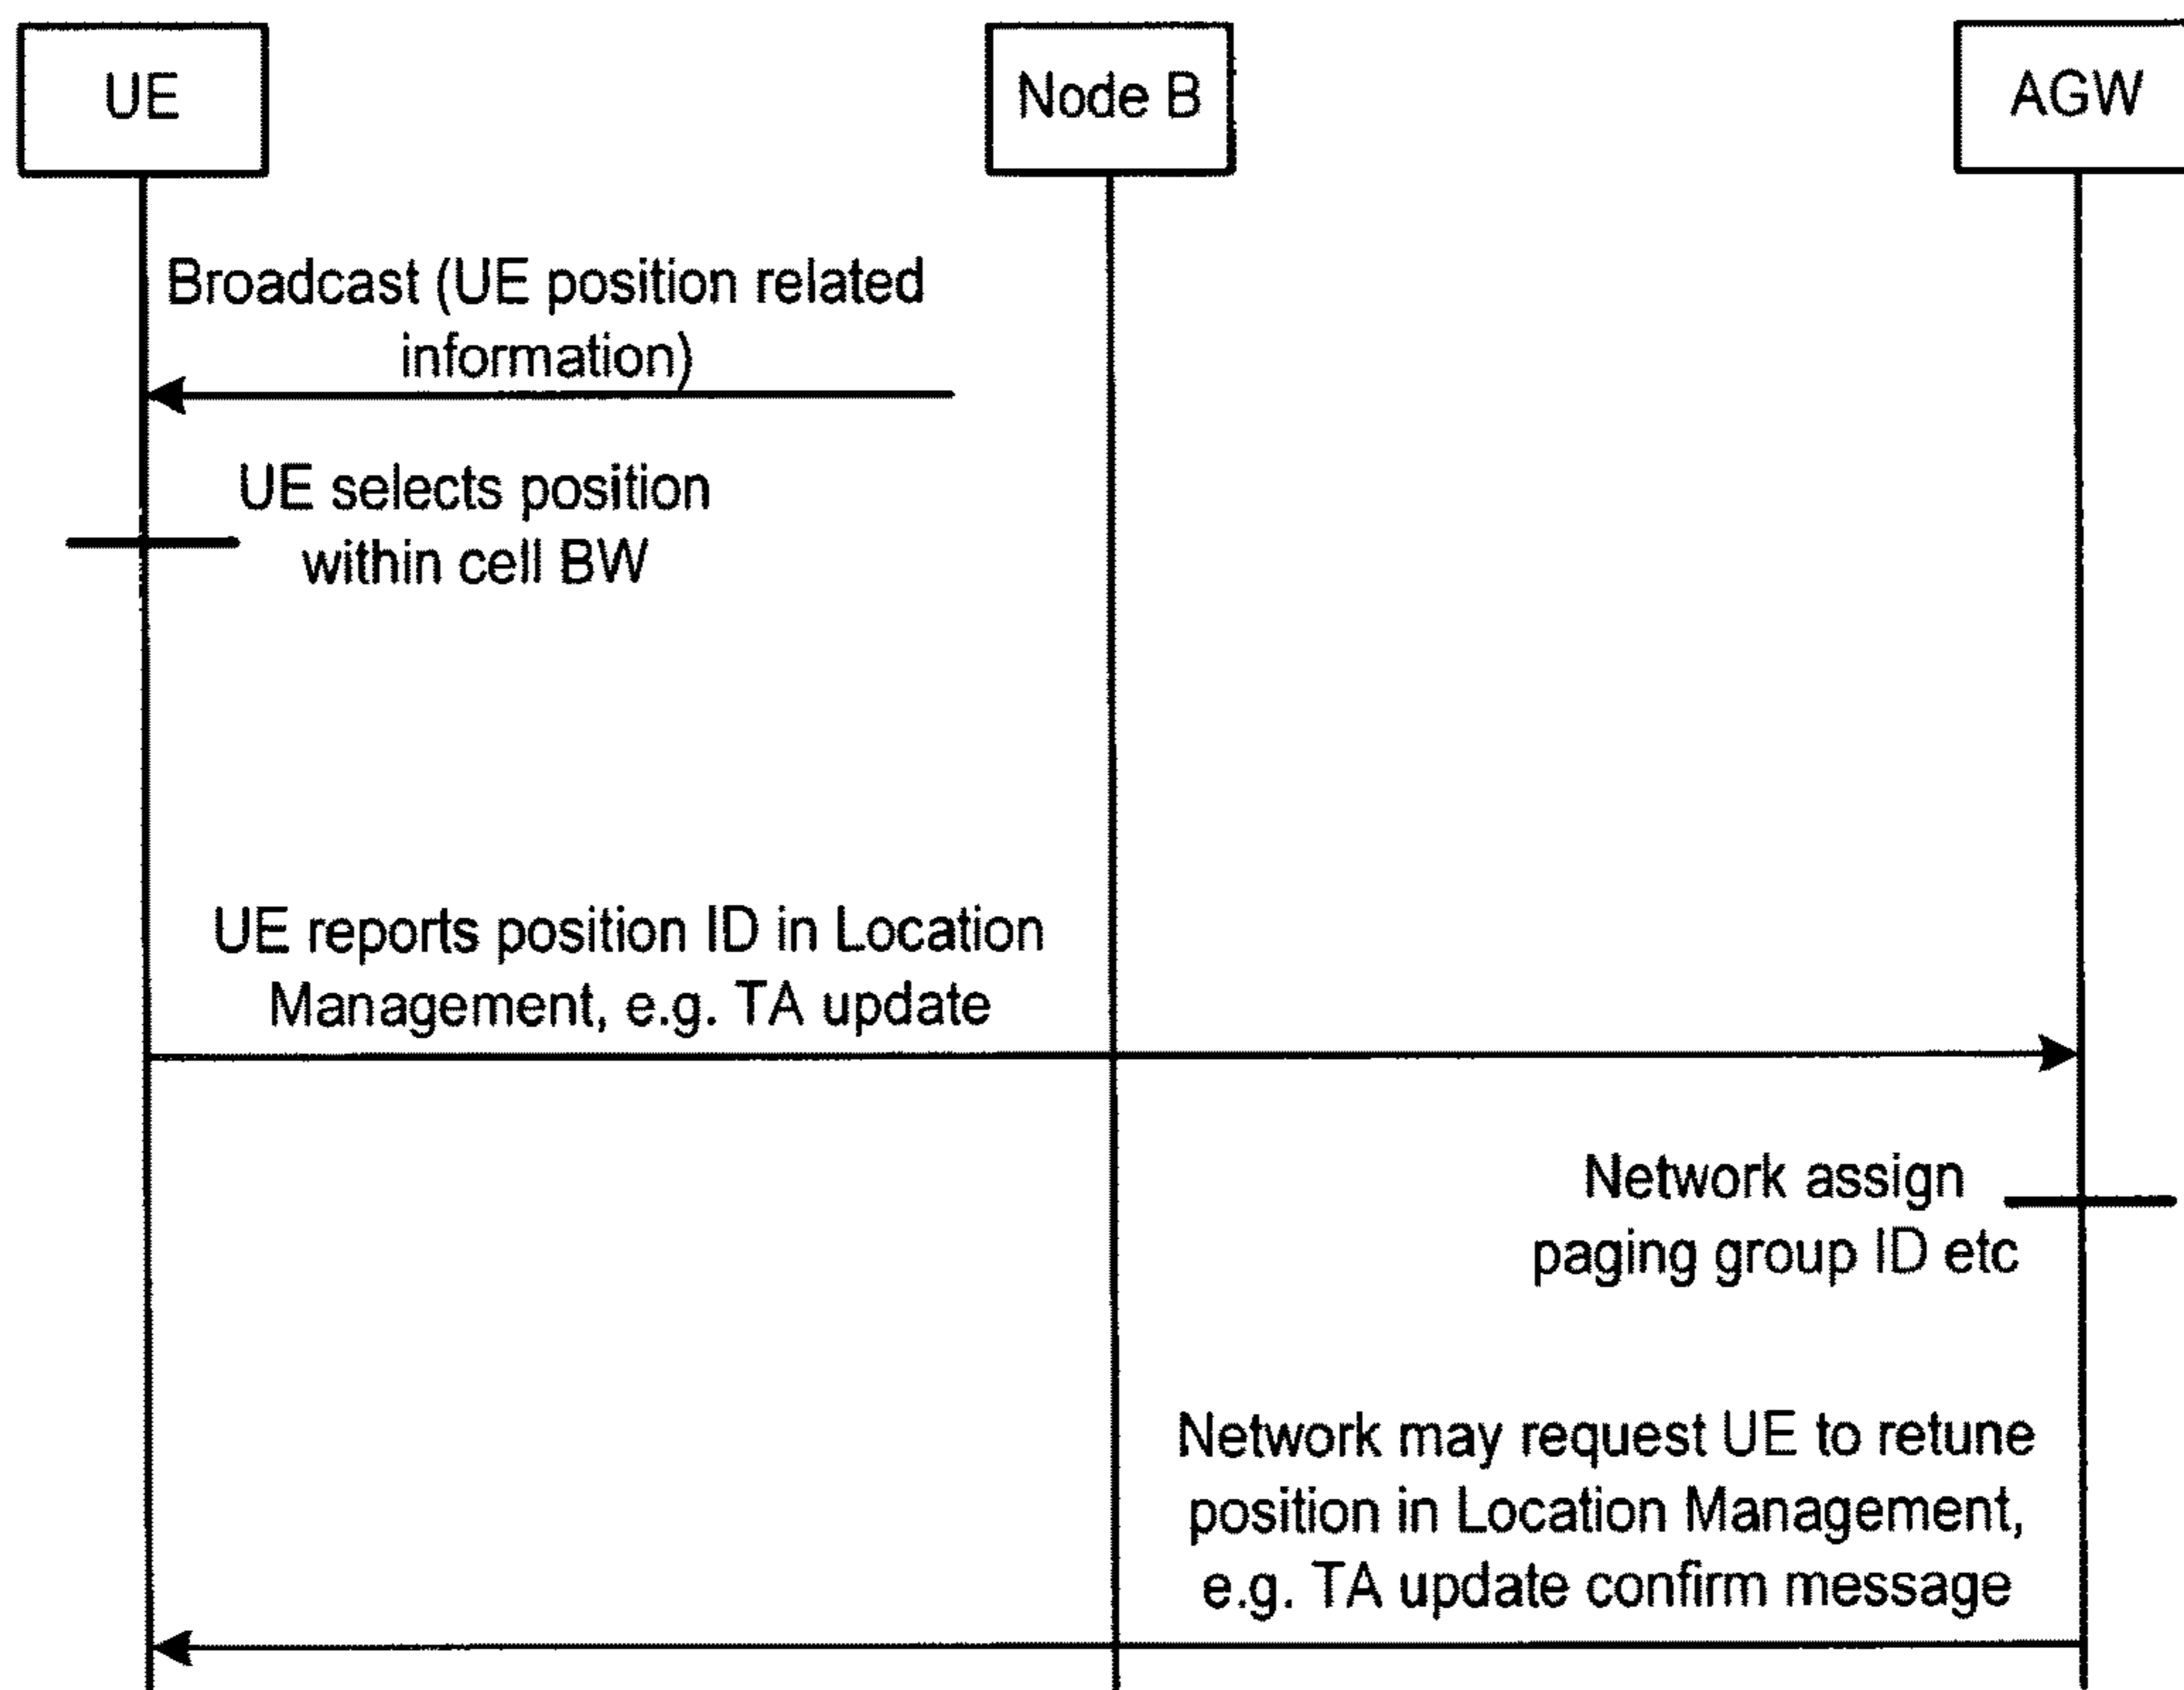 UE
Node B
AGW
Broadcast (UE position related
information)
UE selects position
within cell BW
UE reports position ID in Location
Management, e.g. TA update
Network assign
paging group ID etc
Network may request UE to retune
position in Location Management,
e.g. TA update confirm message